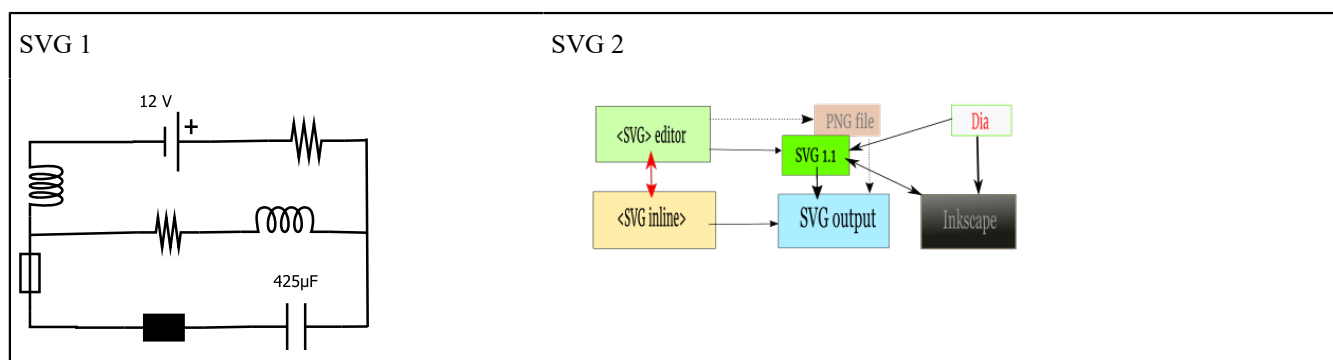 SVG 1
SVG 2
12 V
+
425µF
<SVG> editor
PNG file
Dia
SVG 1.1
<SVG inline>
SVG output
Inkscape